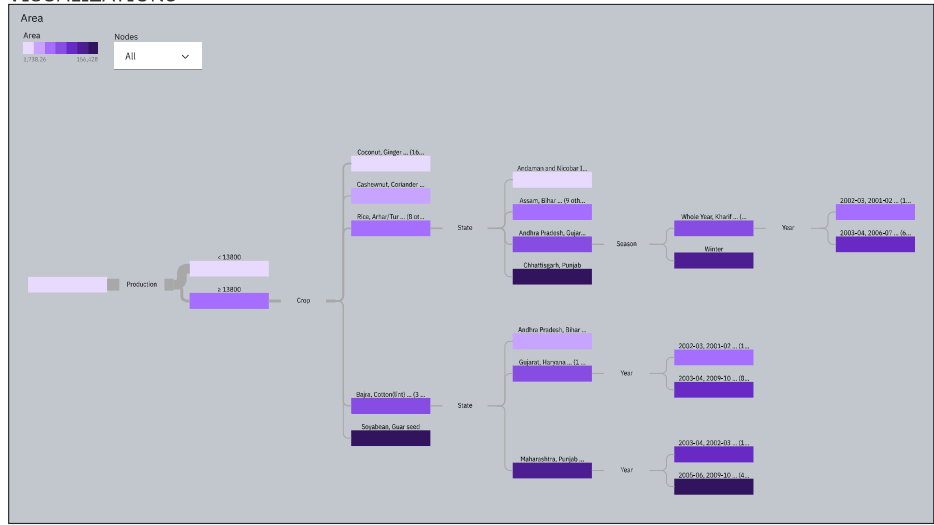 Area
Area
Nodes
1,738.26
156,428
All
Coconut, Ginger ... (16...
Cashewnut, Coriander ...
Rice, Arhar/Tur ... (8 ot...
State
Andaman and Nicobar I...
Assam, Bihar ... (9 oth...
Andhra Pradesh, Gujar...
Chhattisgarh, Punjab
Season
Whole Year, Kharif ... (...
Winter
Year
2002-03, 2001-02 ... (1...
2003-04, 2006-07 ... (6...
Production
< 13800
≥ 13800
Crop
Bajra, Cotton(lint) ... (3 ...
Soyabean, Guar seed
State
Andhra Pradesh, Bihar ...
Gujarat, Haryana ... (1 ...
Maharashtra, Punjab ...
Year
2002-03, 2001-02 ... (1...
2003-04, 2009-10 ... (8...
Year
2003-04, 2002-03 ... (1...
2005-06, 2009-10 ... (4...